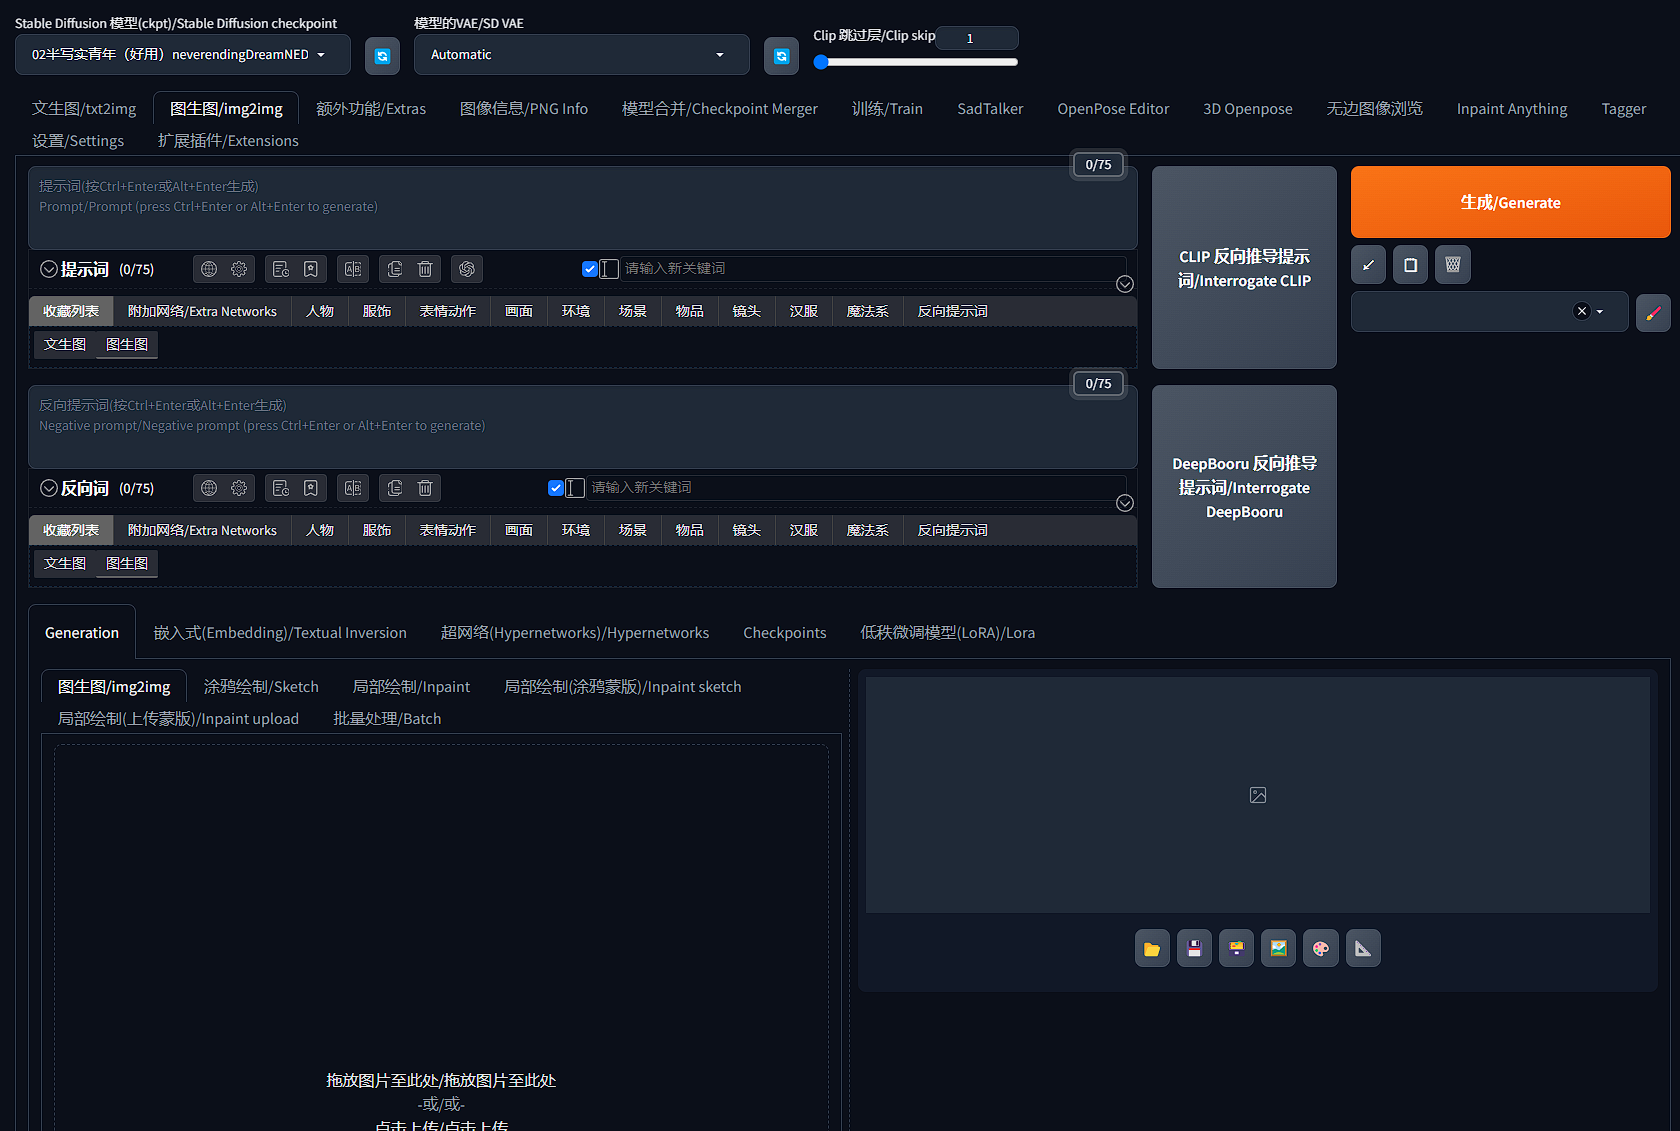 Stable Diffusion 模型(ckpt)/Stable Diffusion checkpoint
模型的VAE/SD VAE
Clip 跳过层/Clip skip
1
02半写实青年（好用）neverendingDreamNED
Automatic
文生图/txt2img
图生图/img2img
额外功能/Extras
图像信息/PNG Info
模型合并/Checkpoint Merger
训练/Train
SadTalker
OpenPose Editor
3D Openpose
无边图像浏览
Inpaint Anything
Tagger
设置/Settings
扩展插件/Extensions
0/75
提示词(按Ctrl+Enter或Alt+Enter生成)
Prompt/Prompt (press Ctrl+Enter or Alt+Enter to generate)
提示词 (0/75)
请输入新关键词
收藏列表
附加网络/Extra Networks
人物
服饰
表情动作
画面
环境
场景
物品
镜头
汉服
魔法系
反向提示词
文生图
图生图
CLIP 反向推导提示
词/Interrogate CLIP
生成/Generate
0/75
反向提示词(按Ctrl+Enter或Alt+Enter生成)
Negative prompt/Negative prompt (press Ctrl+Enter or Alt+Enter to generate)
反向词 (0/75)
请输入新关键词
收藏列表
附加网络/Extra Networks
人物
服饰
表情动作
画面
环境
场景
物品
镜头
汉服
魔法系
反向提示词
文生图
图生图
DeepBooru 反向推导
提示词/Interrogate
DeepBooru
Generation
嵌入式(Embedding)/Textual Inversion
超网络(Hypernetworks)/Hypernetworks
Checkpoints
低秩微调模型(LoRA)/Lora
图生图/img2img
涂鸦绘制/Sketch
局部绘制/Inpaint
局部绘制(涂鸦蒙版)/Inpaint sketch
局部绘制(上传蒙版)/Inpaint upload
批量处理/Batch
拖放图片至此处/拖放图片至此处
-或/或-
点击上传/点击上传